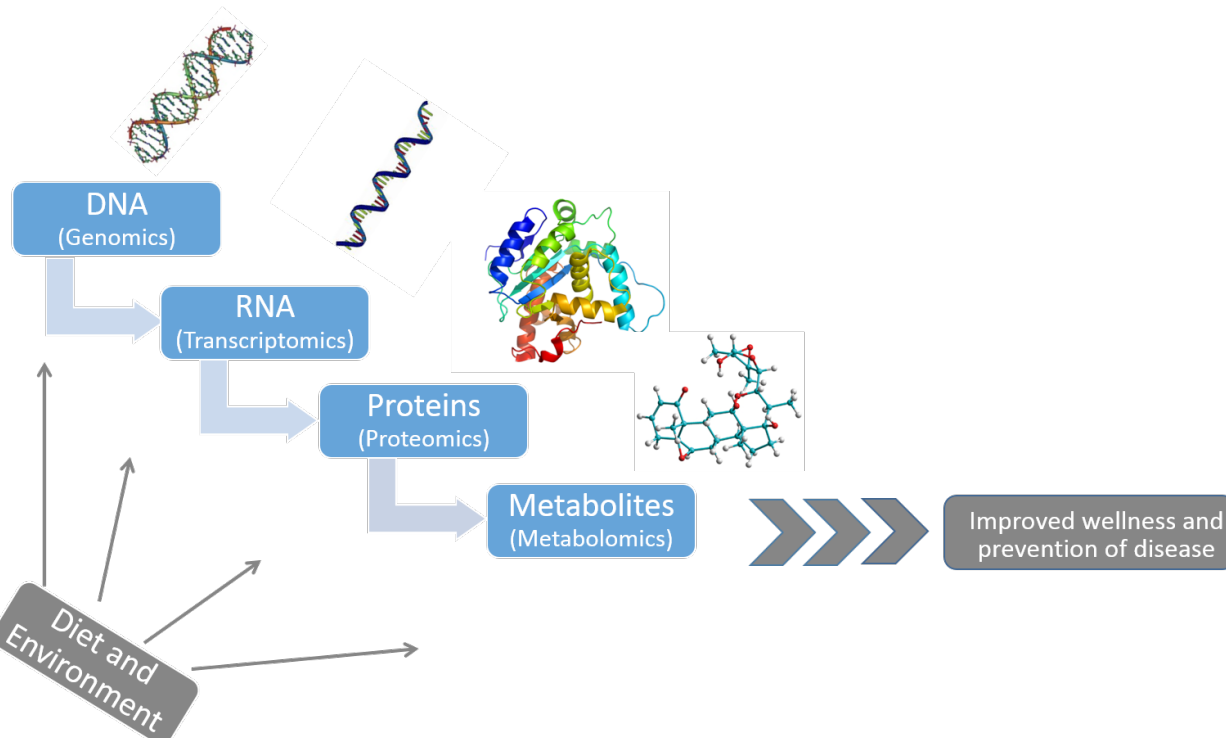 DNA
(Genomics)
RNA
(Transcriptomics)
Proteins
(Proteomics)
Metabolites
(Metabolomics)
Improved wellness and
prevention of disease
Diet and
Environment